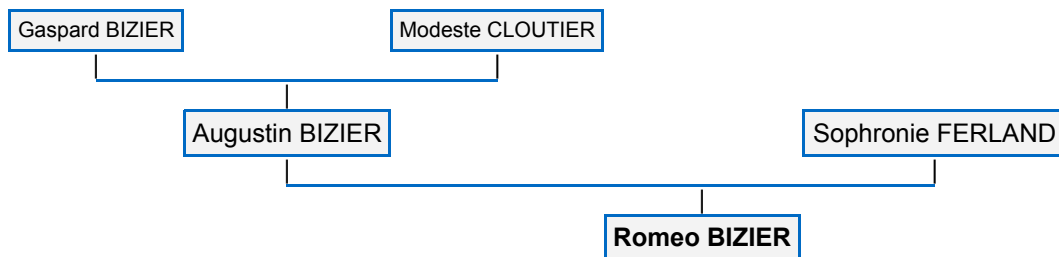 Gaspard BIZIER
Modeste CLOUTIER
Augustin BIZIER
Sophronie FERLAND
Romeo BIZIER